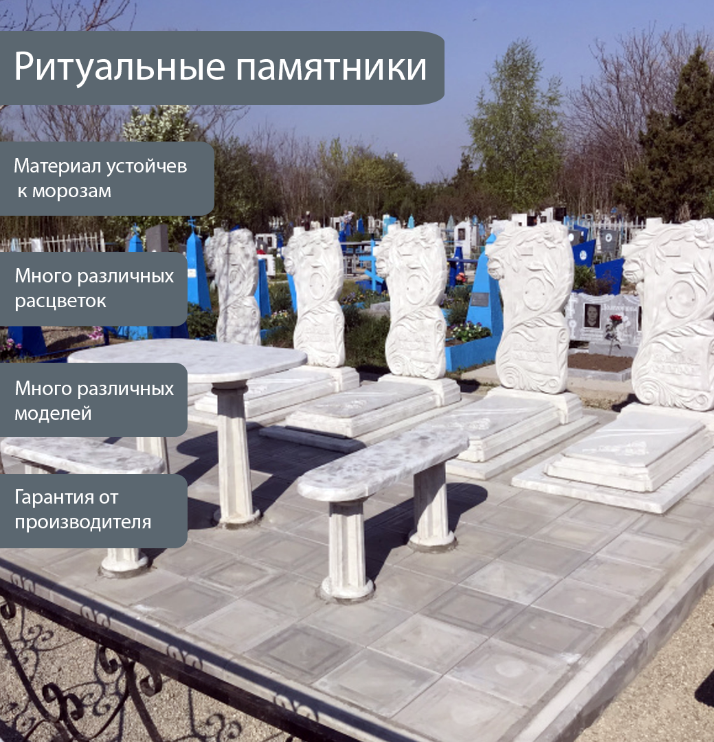 Ритуальные памятники
Материал устойчев
к морозам
Много различных
расцветок
Много различных
моделей
Гарантия от
производителя